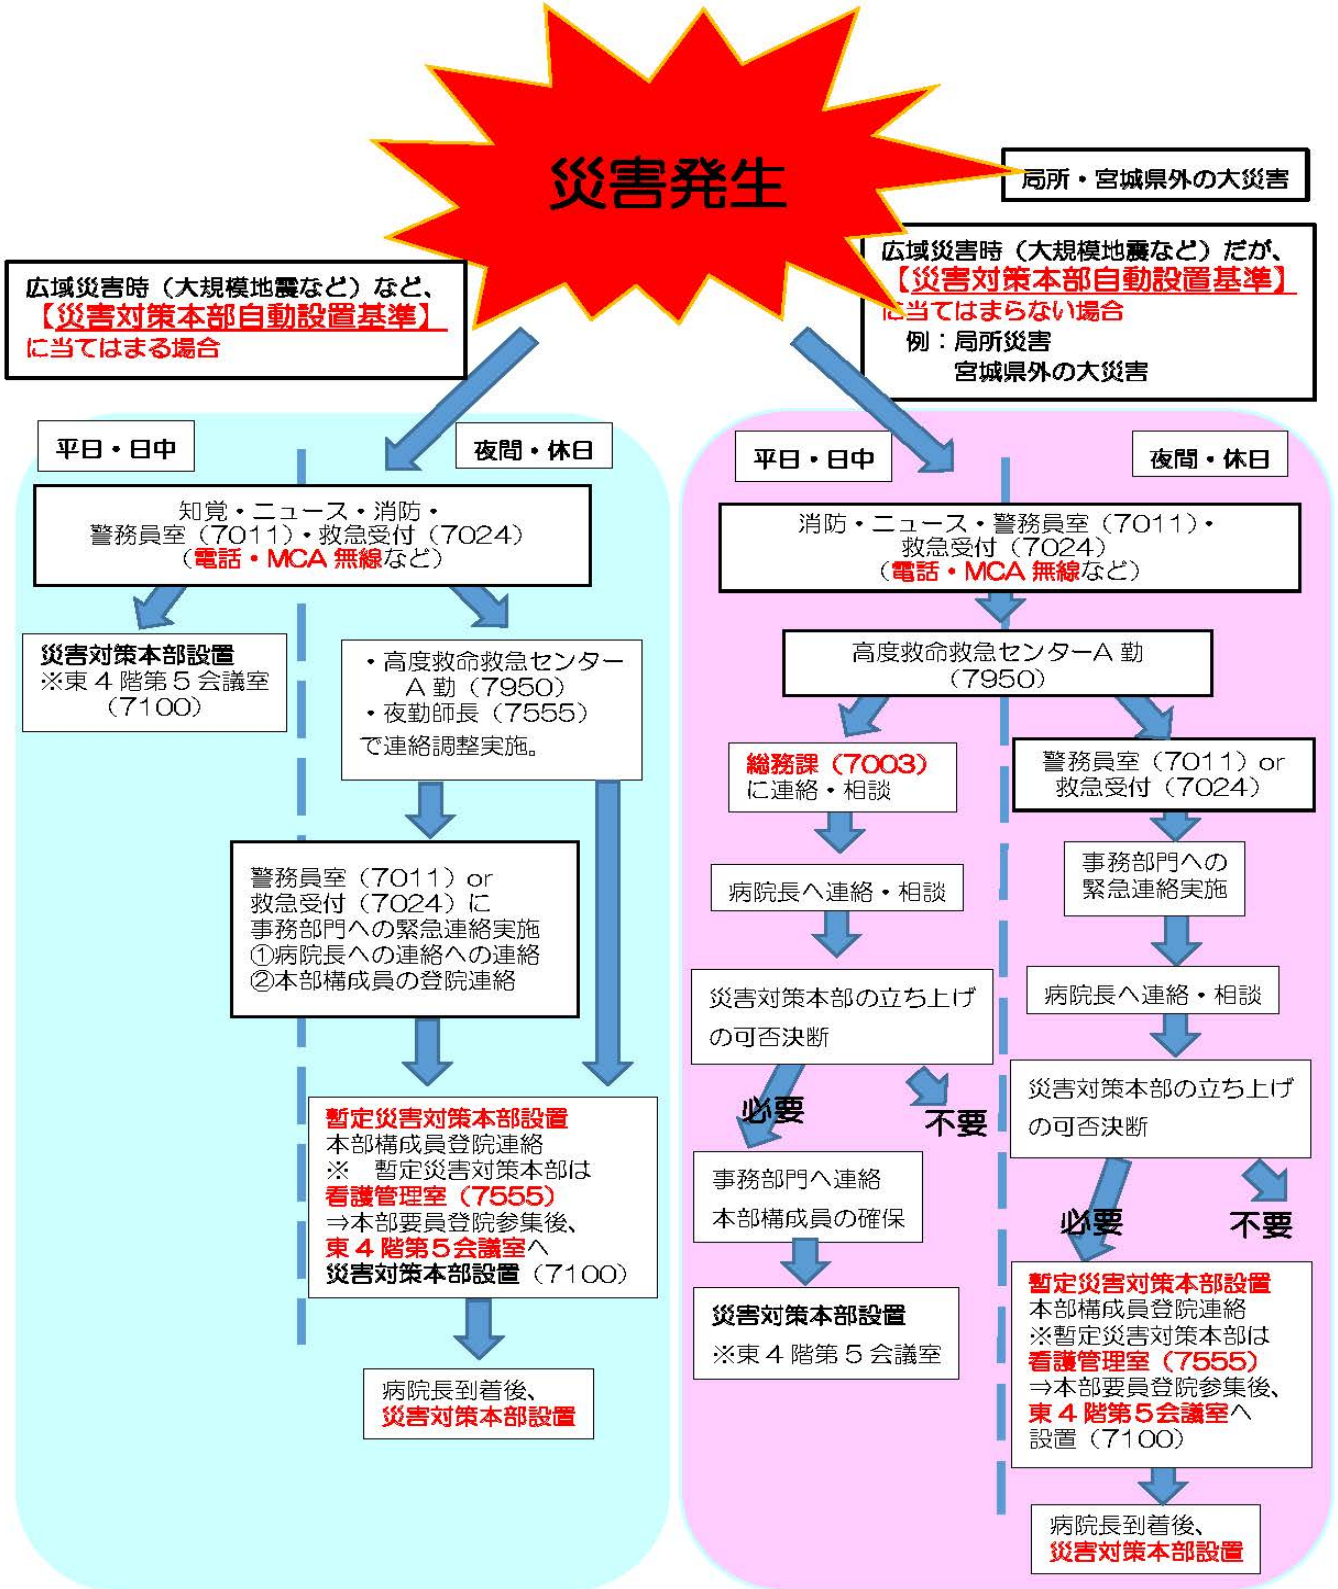 災害発生
局所・宮城県外の大災害
広域災害時（大規模地震など）など、
【災害対策本部自動設置基準】
に当てはまる場合
広域災害時（大規模地震など）だが、
【災害対策本部自動設置基準】
に当てはまらない場合
例：局所災害
宮城県外の大災害
平日・日中
夜間・休日
知覚・ニュース・消防・
警務員室（7011）・救急受付（7024）
（電話・MCA 無線など）
災害対策本部設置
※東４階第５会議室
（7100）
・高度救命救急センター
A 勤（7950）
・夜勤師長（7555）
で連絡調整実施。
警務員室（7011）or
救急受付（7024）に
事務部門への緊急連絡実施
①病院長への連絡への連絡
②本部構成員の登院連絡
暫定災害対策本部設置
本部構成員登院連絡
※　暫定災害対策本部は
看護管理室（7555）
⇒本部要員登院参集後、
東４階第５会議室へ
災害対策本部設置（7100）
病院長到着後、
災害対策本部設置
平日・日中
夜間・休日
消防・ニュース・警務員室（7011）・
救急受付（7024）
（電話・MCA 無線など）
高度救命救急センターA 勤
（7950）
総務課（7003）
に連絡・相談
病院長へ連絡・相談
災害対策本部の立ち上げ
の可否決断
必要
不要
事務部門へ連絡
本部構成員の確保
災害対策本部設置
※東４階第５会議室
警務員室（7011）or
救急受付（7024）
事務部門への
緊急連絡実施
病院長へ連絡・相談
災害対策本部の立ち上げ
の可否決断
必要
不要
暫定災害対策本部設置
本部構成員登院連絡
※暫定災害対策本部は
看護管理室（7555）
⇒本部要員登院参集後、
東４階第５会議室へ
設置（7100）
病院長到着後、
災害対策本部設置